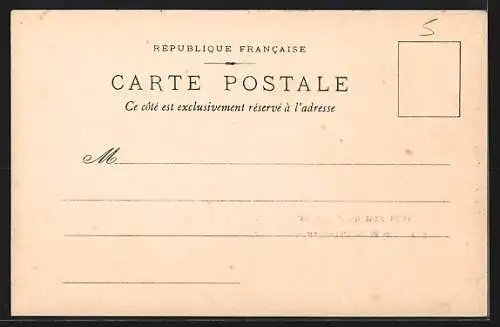 5
RÉPUBLIQUE FRANÇAISE
CARTE POSTALE
Ce côté est exclusivement réservé à l'adresse
M